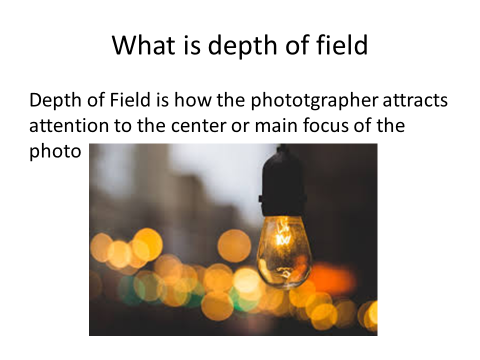 What is depth of field
Depth of Field is how the phototgrapher attracts
attention to the center or main focus of the
photo